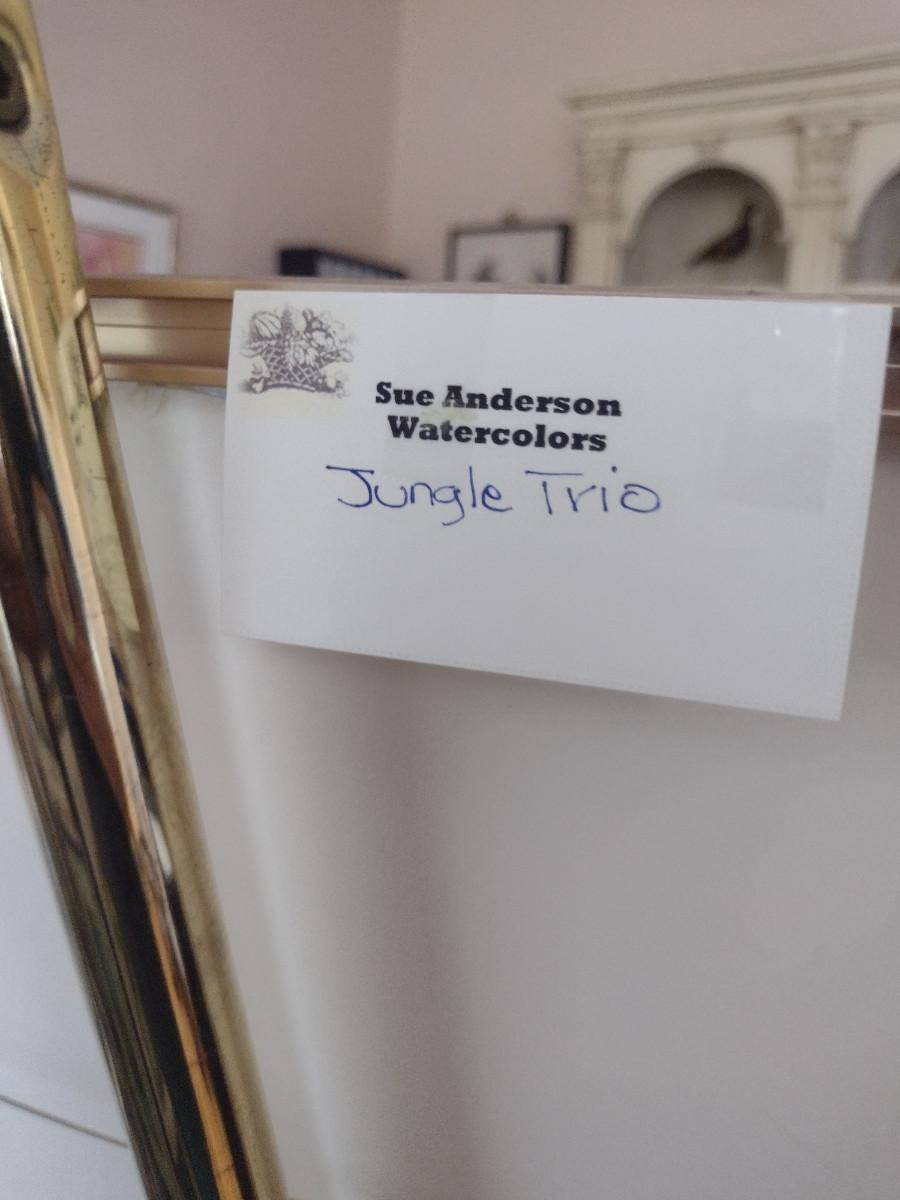 Sue Anderson
Watercolors
Jungle Trio